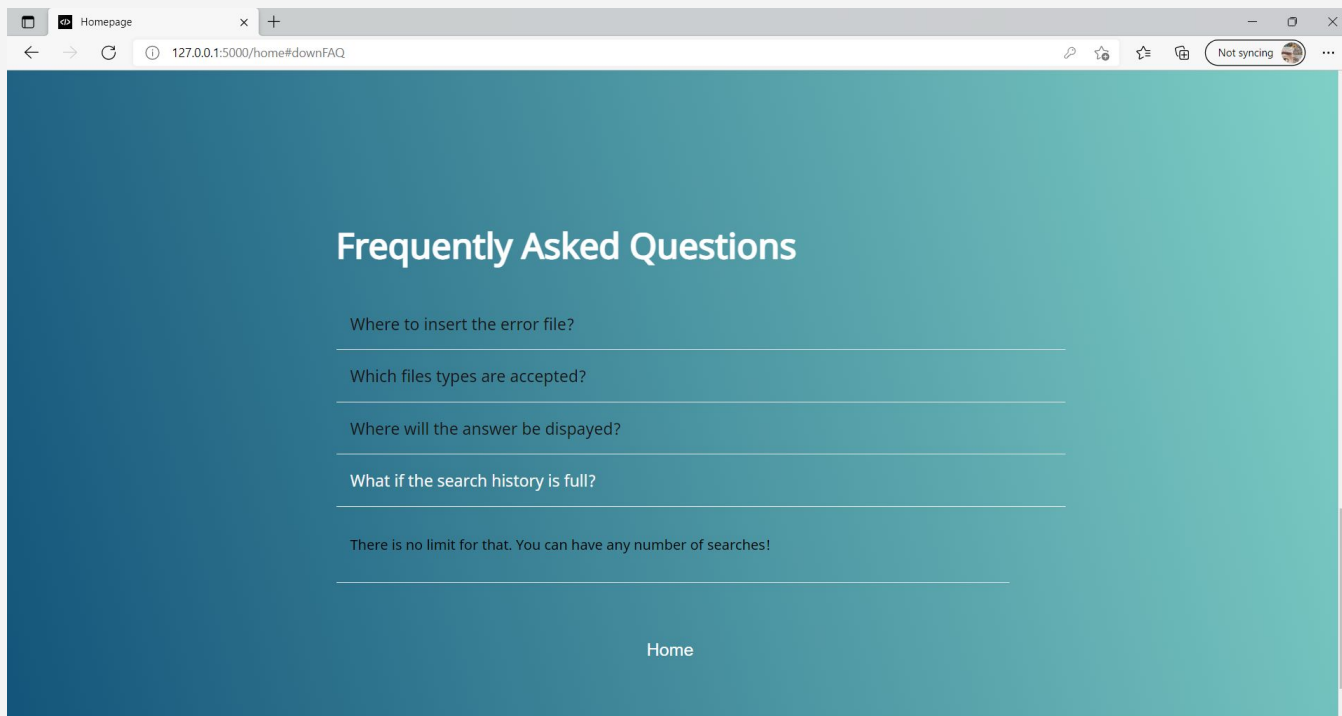 Homepage
127.0.0.1:5000/home#downFAQ
Not syncing
Frequently Asked Questions
Where to insert the error file?
Which files types are accepted?
Where will the answer be dispayed?
What if the search history is full?
There is no limit for that. You can have any number of searches!
Home